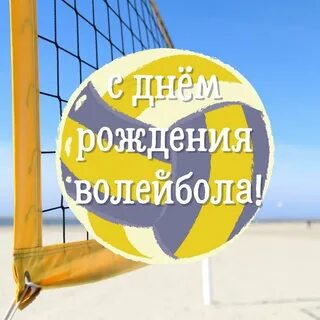 с днём
рождения
волейбола!